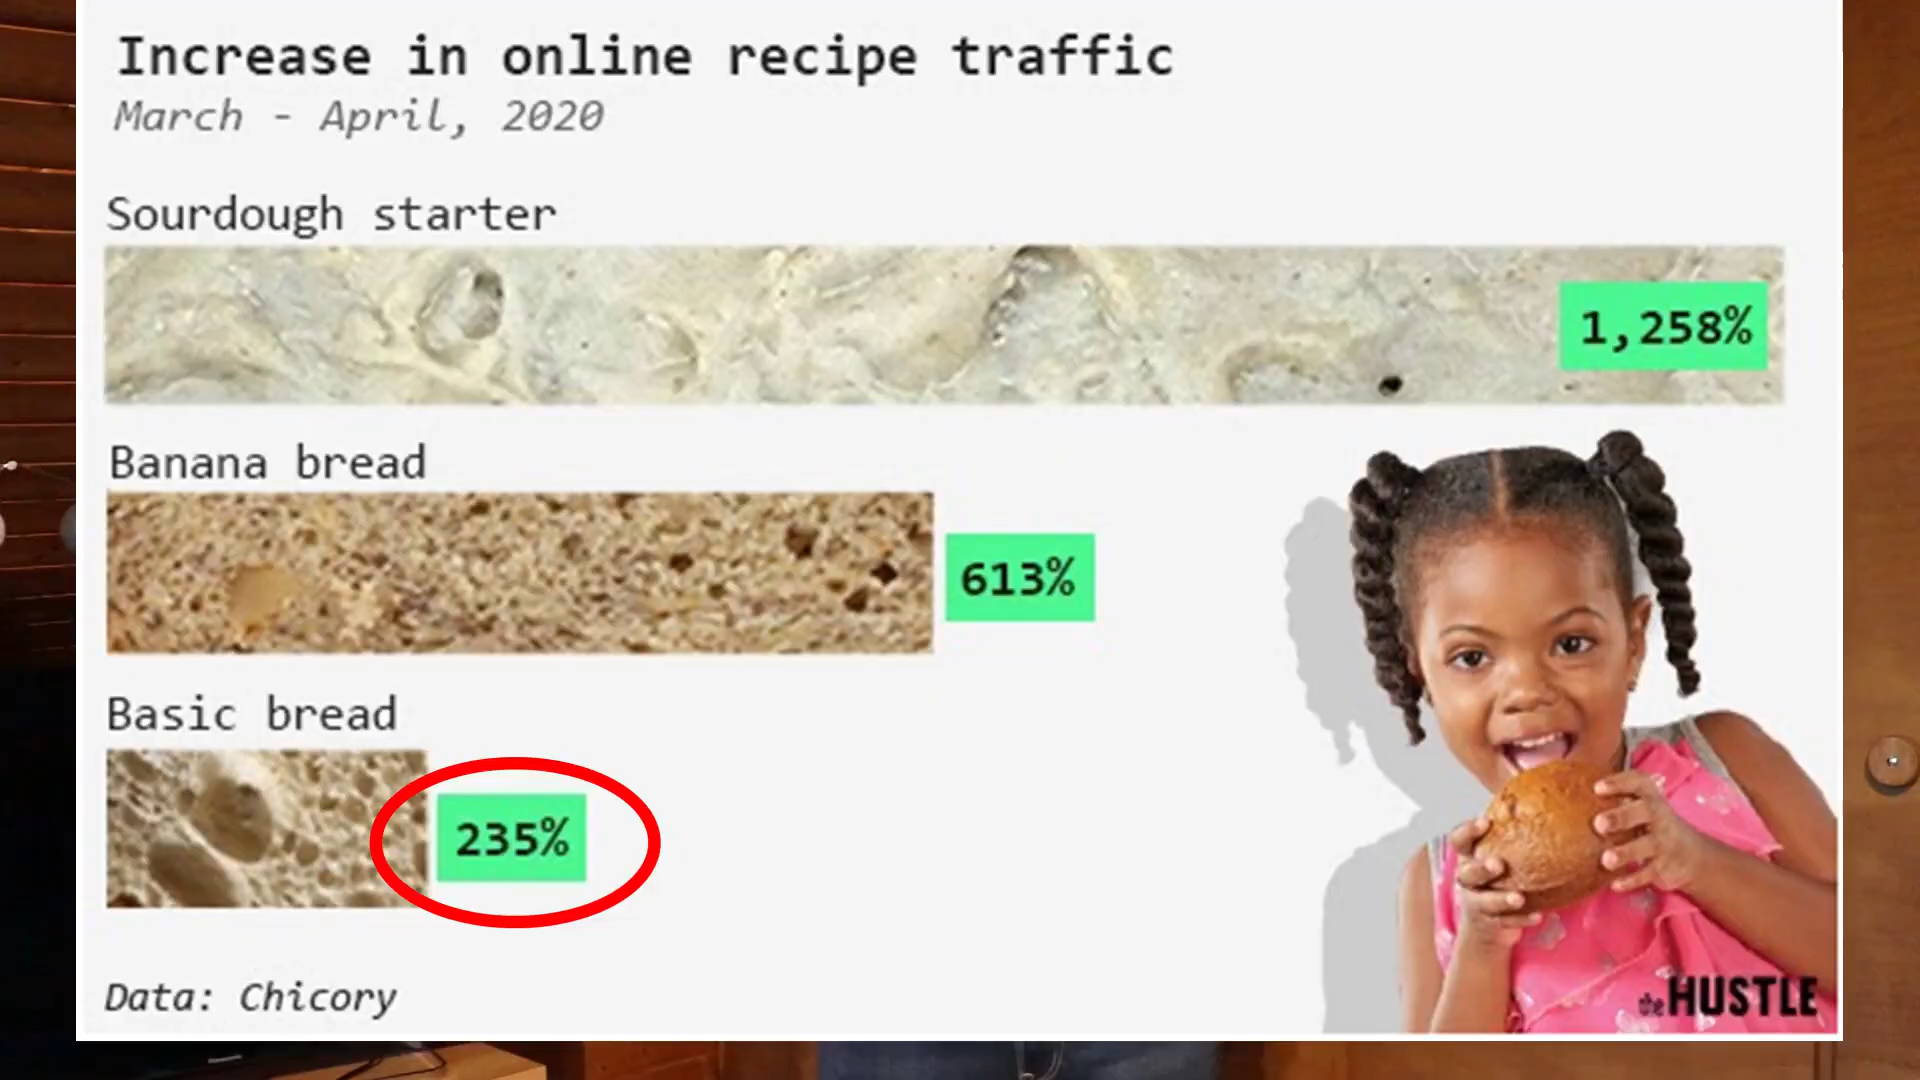 Increase in online recipe traffic
March - April, 2020
Sourdough starter
1,258%
Banana bread
613%
Basic bread
235%
Data: Chicory
the HUSTLE